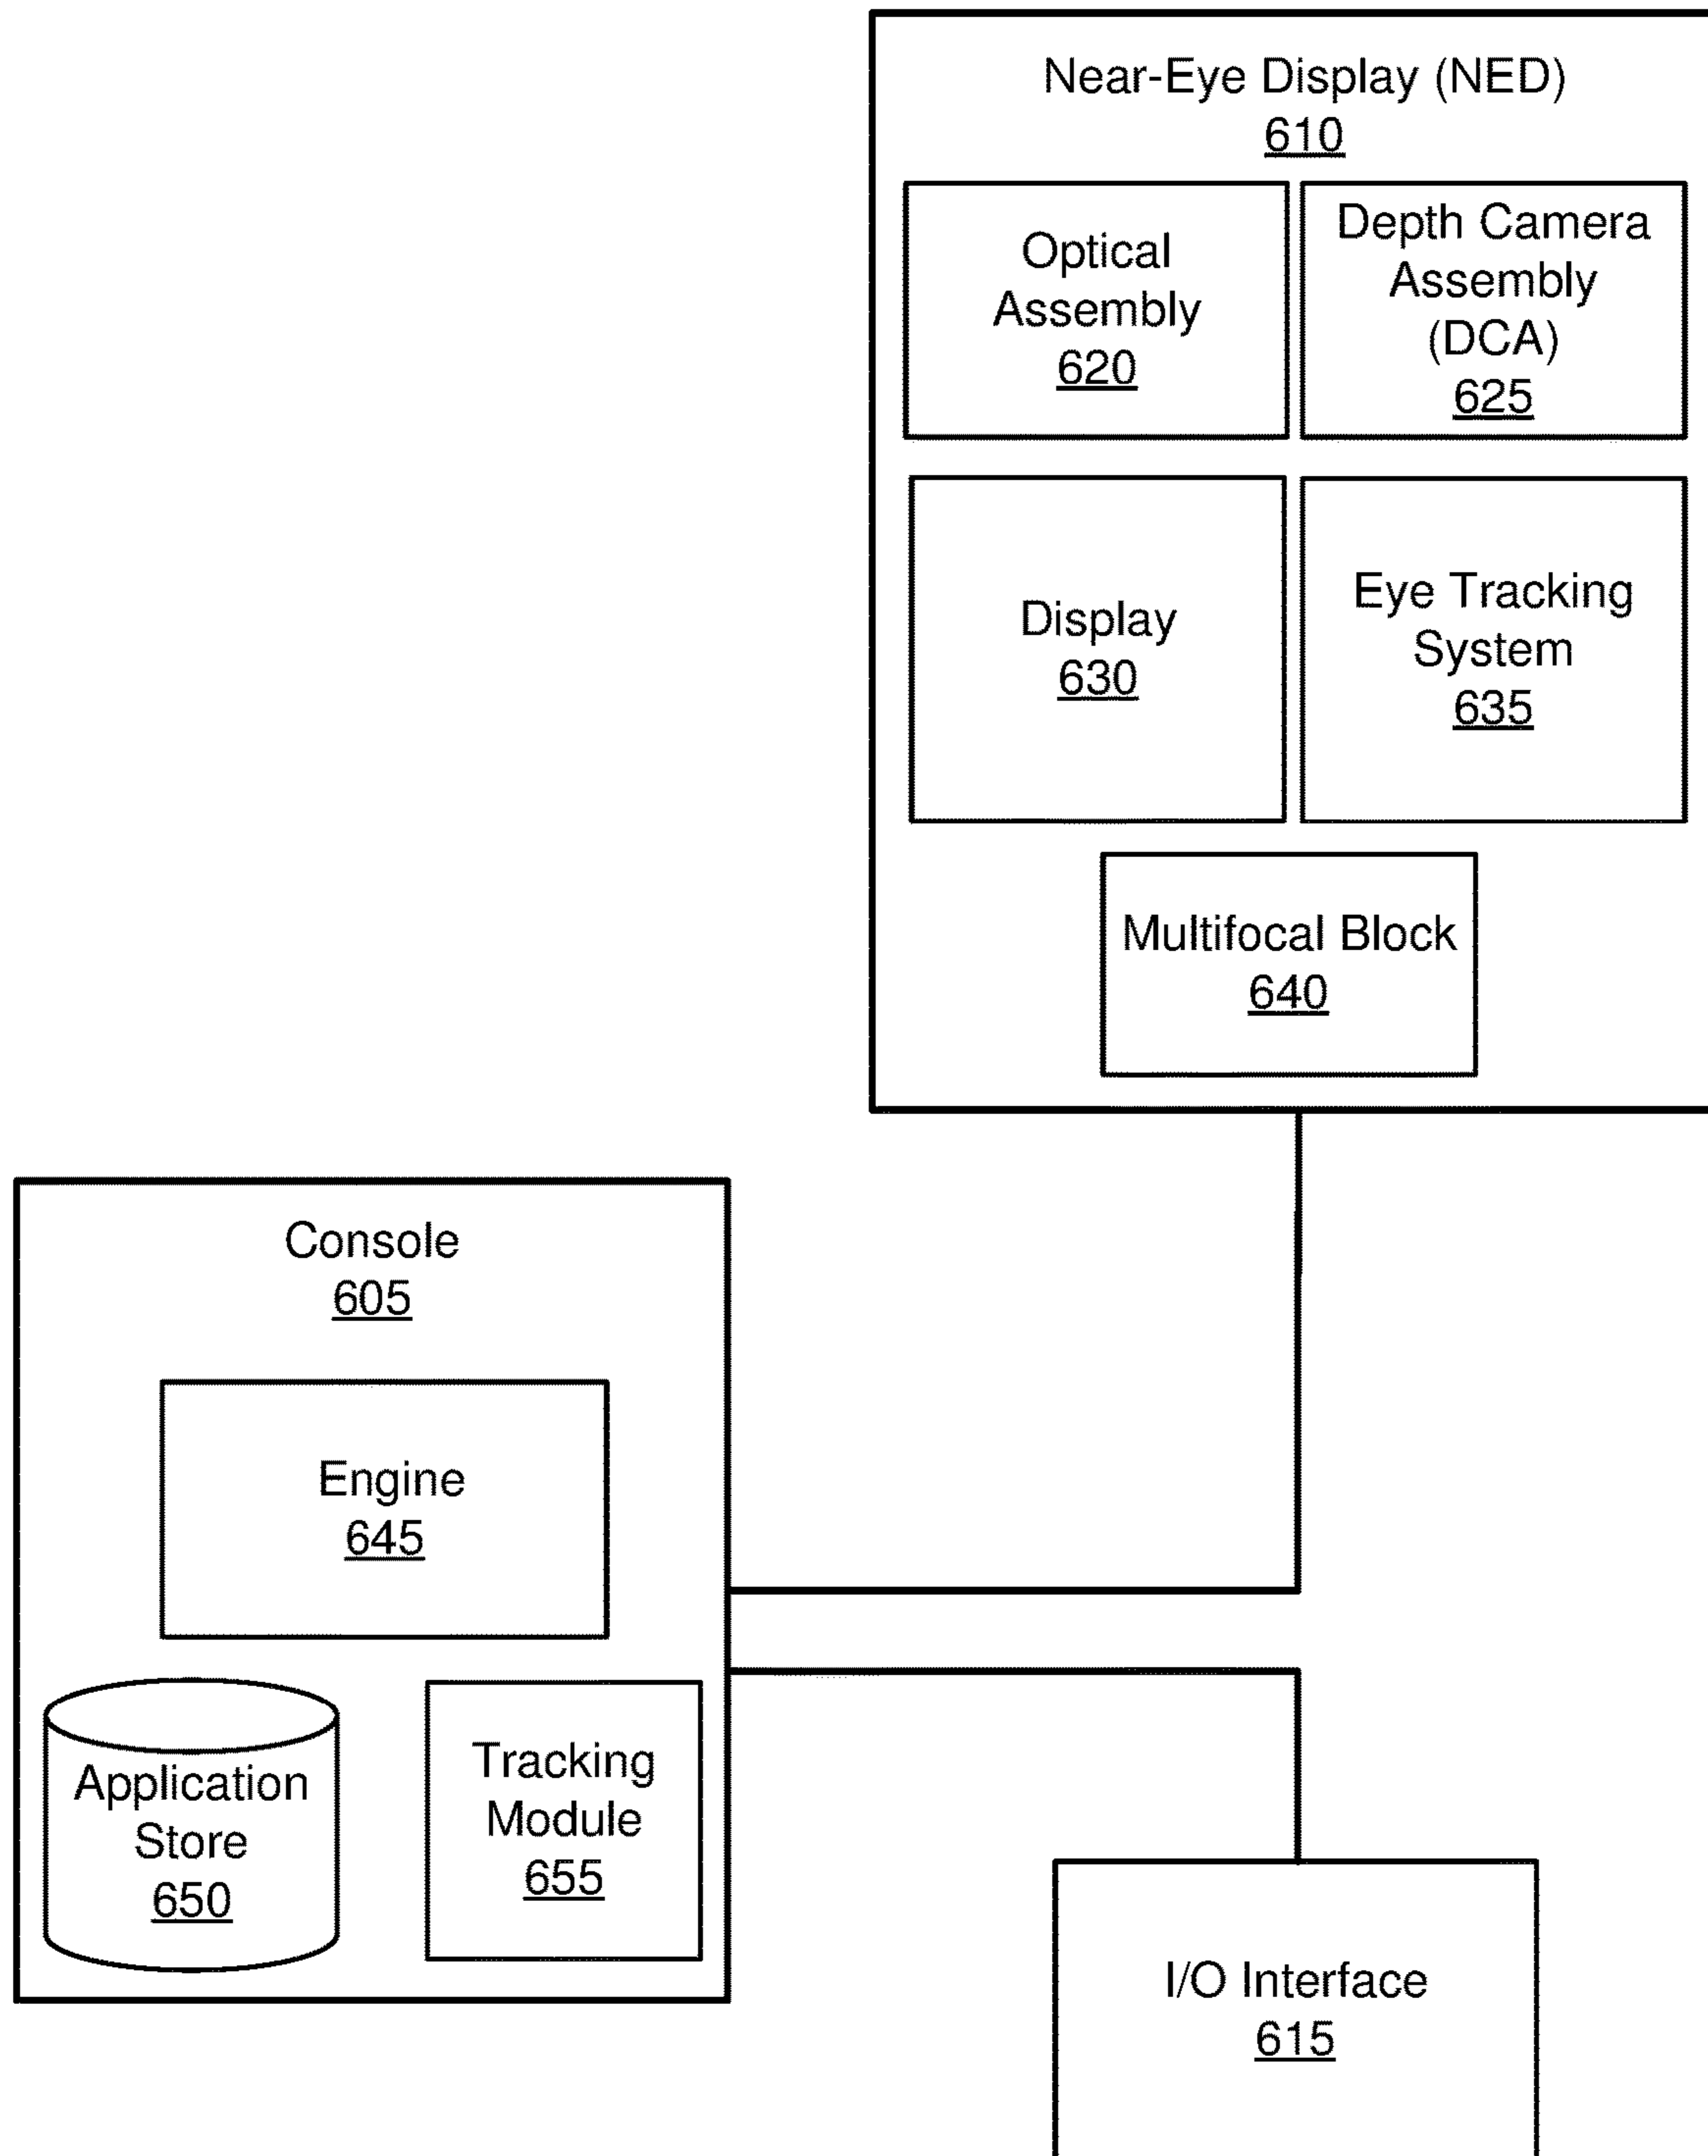 Near-Eye Display (NED)
610
Optical
Assembly
620
Depth Camera
Assembly
(DCA)
625
Display
630
Eye Tracking
System
635
Multifocal Block
640
Console
605
Engine
645
Application
Store
650
Tracking
Module
655
I/O Interface
615